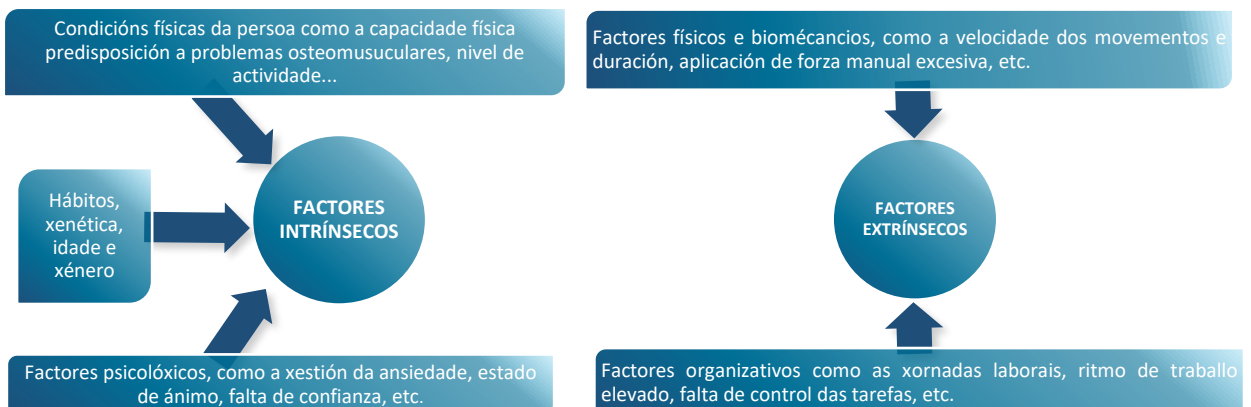 Condicións físicas da persoa como a capacidade física
predisposición a problemas osteomusuculares, nivel de
actividade...
Hábitos,
xenética,
idade e
xénero
FACTORES
INTRÍNSECOS
Factores psicolóxicos, como a xestión da ansiedade, estado
de ánimo, falta de confianza, etc.
Factores físicos e biomécancios, como a velocidade dos movementos e
duración, aplicación de forza manual excesiva, etc.
FACTORES
EXTRÍNSECOS
Factores organizativos como as xornadas laborais, ritmo de traballo
elevado, falta de control das tarefas, etc.